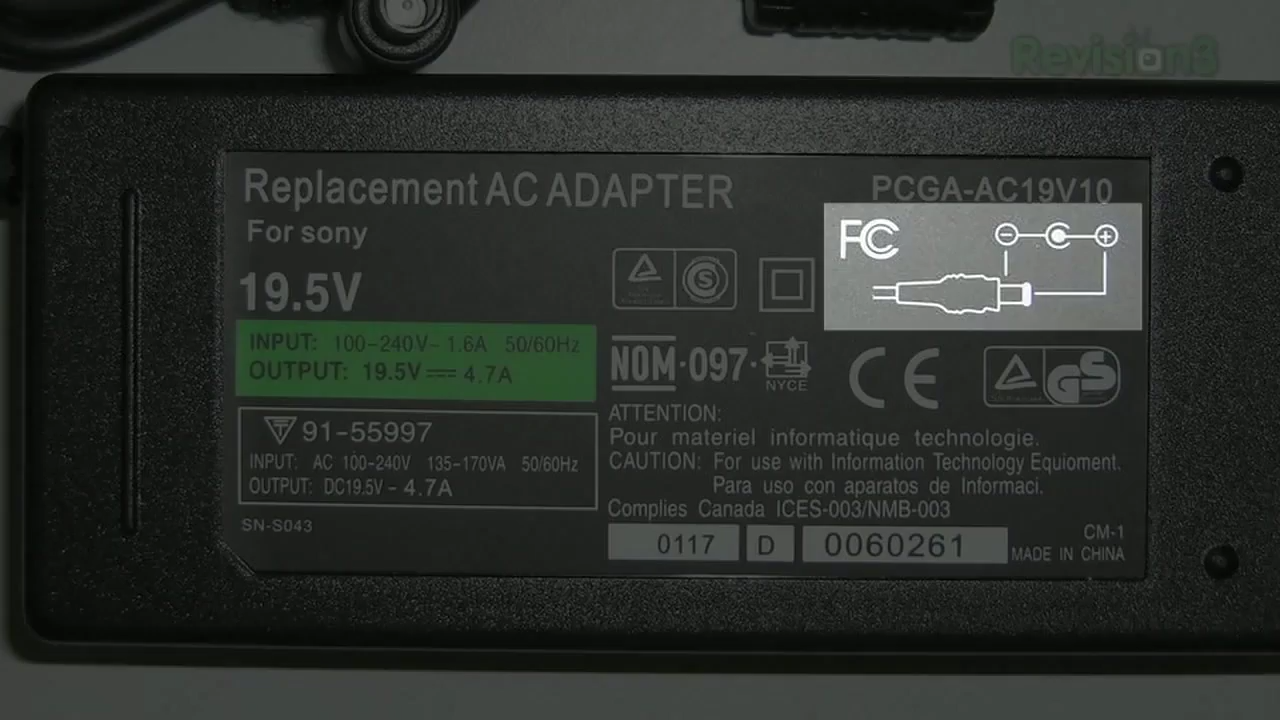 Revision3
Replacement AC ADAPTER
PCGA-AC19V10
For sony
19.5V
FC
INPUT: 100-240V~ 1.6A 50/60Hz
OUTPUT: 19.5V 4.7A
NOM-097-
NYCE
CE
GS
91-55997
INPUT: AC 100-240V 135-170VA 50/60Hz
OUTPUT: DC19.5V - 4.7A
SN-S043
ATTENTION:
Pour materiel informatique technologie.
CAUTION: For use with Information Technology Equioment.
Para uso con aparatos de Informaci.
Complies Canada ICES-003/NMB-003
0117 D 0060261
CM-1
MADE IN CHINA